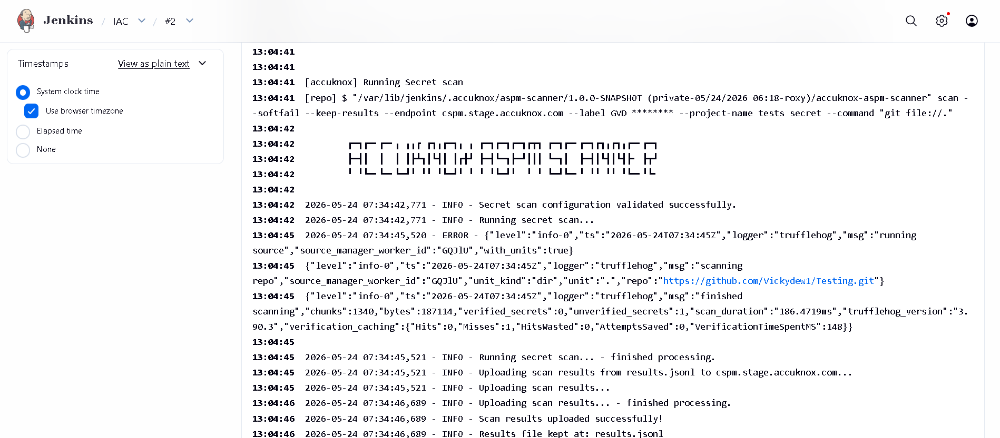 Jenkins / IAC / #2
Timestamps
View as plain text
System clock time
Use browser timezone
Elapsed time
None
13:04:41
13:04:41
13:04:41 [accuknox] Running Secret scan
13:04:41 [repo] $ "/var/lib/jenkins/.accuknox/aspm-scanner/1.0.0-SNAPSHOT (private-05/24/2026 06:18-roxy)/accuknox-aspm-scanner" scan -
-softfail --keep-results --endpoint cspm.stage.accuknox.com --label GVD ******** --project-name tests secret --command "git file://."
13:04:42
13:04:42
13:04:42 ACCUKNOX ASPM SCANNER
13:04:42
13:04:42
13:04:42 2026-05-24 07:34:42,771 - INFO - Secret scan configuration validated successfully.
13:04:42 2026-05-24 07:34:42,771 - INFO - Running secret scan...
13:04:45 2026-05-24 07:34:45,520 - ERROR - {"level":"info-0","ts":"2026-05-24T07:34:45Z","logger":"trufflehog","msg":"running
source","source_manager_worker_id":"GQJlU","with_units":true}
13:04:45 {"level":"info-0","ts":"2026-05-24T07:34:45Z","logger":"trufflehog","msg":"scanning
repo","source_manager_worker_id":"GQJlU","unit_kind":"dir","unit":".","repo":"https://github.com/Vickydew1/Testing.git"}
13:04:45 {"level":"info-0","ts":"2026-05-24T07:34:45Z","logger":"trufflehog","msg":"finished
scanning","chunks":1340,"bytes":187114,"verified_secrets":0,"unverified_secrets":1,"scan_duration":"186.4719ms","trufflehog_version":"3.
90.3","verification_caching":{"Hits":0,"Misses":1,"HitsWasted":0,"AttemptsSaved":0,"VerificationTimeSpentMS":148}}
13:04:45
13:04:45 2026-05-24 07:34:45,521 - INFO - Running secret scan... - finished processing.
13:04:45 2026-05-24 07:34:45,521 - INFO - Uploading scan results from results.jsonl to cspm.stage.accuknox.com...
13:04:45 2026-05-24 07:34:45,521 - INFO - Uploading scan results...
13:04:46 2026-05-24 07:34:46,689 - INFO - Uploading scan results... - finished processing.
13:04:46 2026-05-24 07:34:46,689 - INFO - Scan results uploaded successfully!
13:04:46 2026-05-24 07:34:46,689 - INFO - Results file kept at: results.jsonl